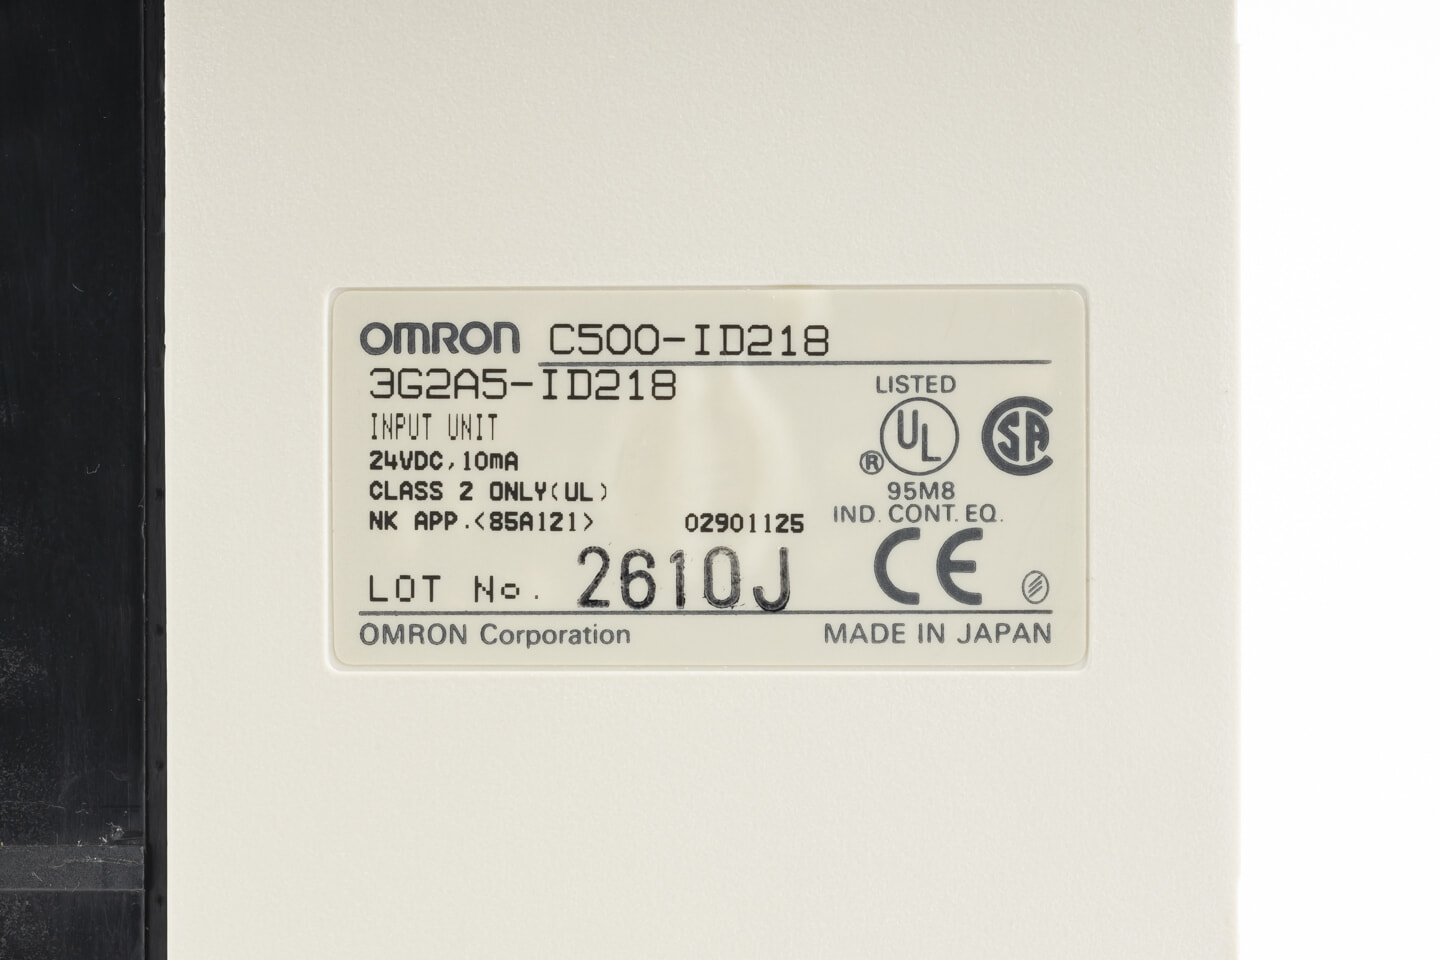 OMRON C500-ID218
3G2A5-ID218
INPUT UNIT
24VDC, 10mA
CLASS 2 ONLY(UL)
NK APP.<85A121> 02901125
LISTED
UL
®
SA
95M8
IND. CONT. EQ.
CE
LOT No. 2610J
OMRON Corporation MADE IN JAPAN